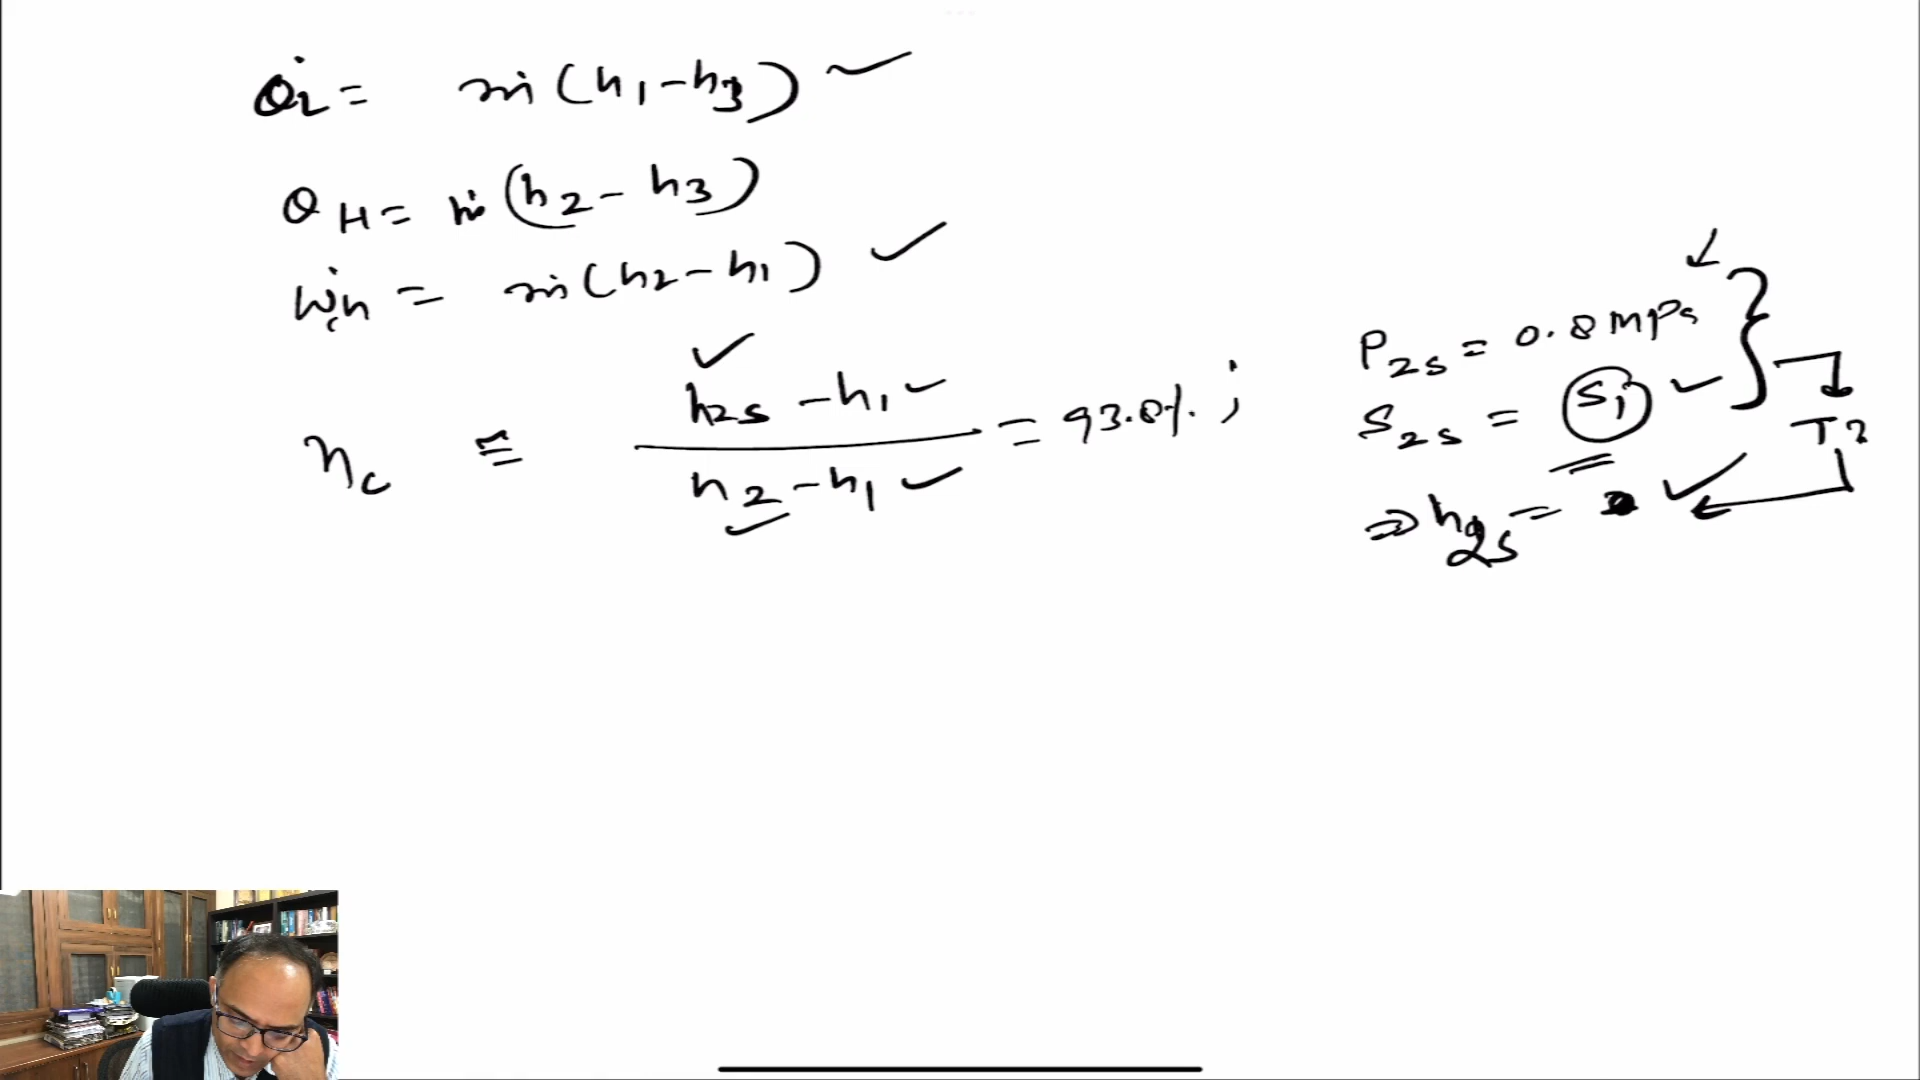 Q̇L = ṁ(h1-h3) ✓
QH = ṁ(h2-h3)
Ẇin = ṁ(h2-h1) ✓
ηc = (h2s - h1)/(h2 - h1) = 93.8% ;
P2s = 0.8 MPa
S2s = S1 ✓
T2
⇒ h2s = ✓